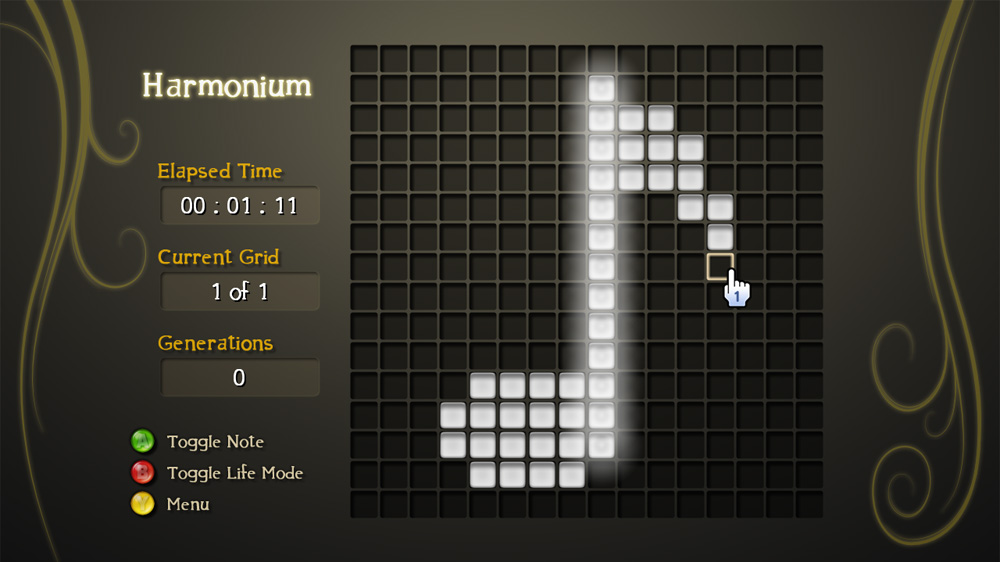 Harmonium
Elapsed Time
00 : 01 : 11
Current Grid
1 of 1
Generations
0
A Toggle Note
B Toggle Life Mode
Y Menu
1